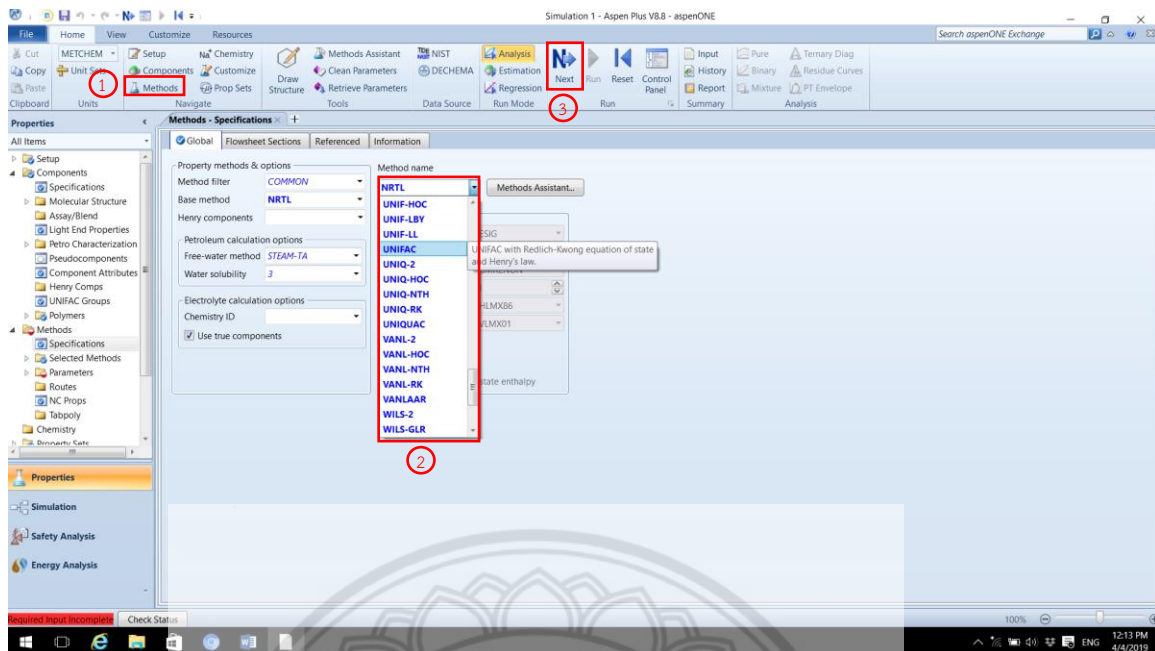 Simulation 1 - Aspen Plus V8.8 - aspenONE
File Home View Customize Resources Search aspenONE Exchange
Cut METCHEM Setup Na⁺ Chemistry Methods Assistant NIST Analysis Input Pure Ternary Diag
Copy Unit Sets Components Customize Clean Parameters DECHEMA Estimation History Binary Residue Curves
Paste Methods Prop Sets Draw Structure Retrieve Parameters Regression Next Run Reset Control Panel Report Mixture PT Envelope
1
3
Clipboard Units Navigate Tools Data Source Run Mode Run Summary Analysis
Properties
All Items
Setup
Components
Specifications
Molecular Structure
Assay/Blend
Light End Properties
Petro Characterization
Pseudocomponents
Component Attributes
Henry Comps
UNIFAC Groups
Polymers
Methods
Specifications
Selected Methods
Parameters
Routes
NC Props
Tabpoly
Chemistry
Property Sets
Properties
Simulation
Safety Analysis
Energy Analysis
Methods - Specifications +
Global Flowsheet Sections Referenced Information
Property methods & options
Method filter COMMON
Base method NRTL
Henry components
Petroleum calculation options
Free-water method STEAM-TA
Water solubility 3
Electrolyte calculation options
Chemistry ID
Use true components
Method name
NRTL Methods Assistant...
UNIF-HOC
UNIF-LBY
UNIF-LL
ESIG
UNIFAC
UNIFAC with Redlich-Kwong equation of state
and Henry's law.
UNIQ-2
UNIQ-HOC
UNIQ-NTH
HLMX86
UNIQ-RK
UNIQUAC
VLMX01
VANL-2
VANL-HOC
VANL-NTH
VANL-RK
state enthalpy
VANLAAR
WILS-2
WILS-GLR
2
Required Input Incomplete Check Status 100%
ENG 12:13 PM
4/4/2019